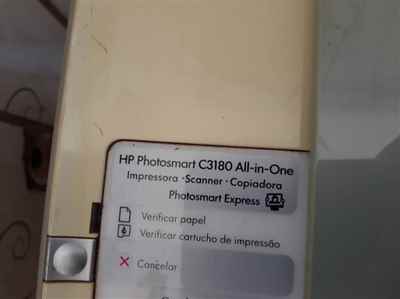 HP Photosmart C3180 All-in-One
Impressora · Scanner · Copiadora
Photosmart Express
Verificar papel
Verificar cartucho de impressão
Cancelar